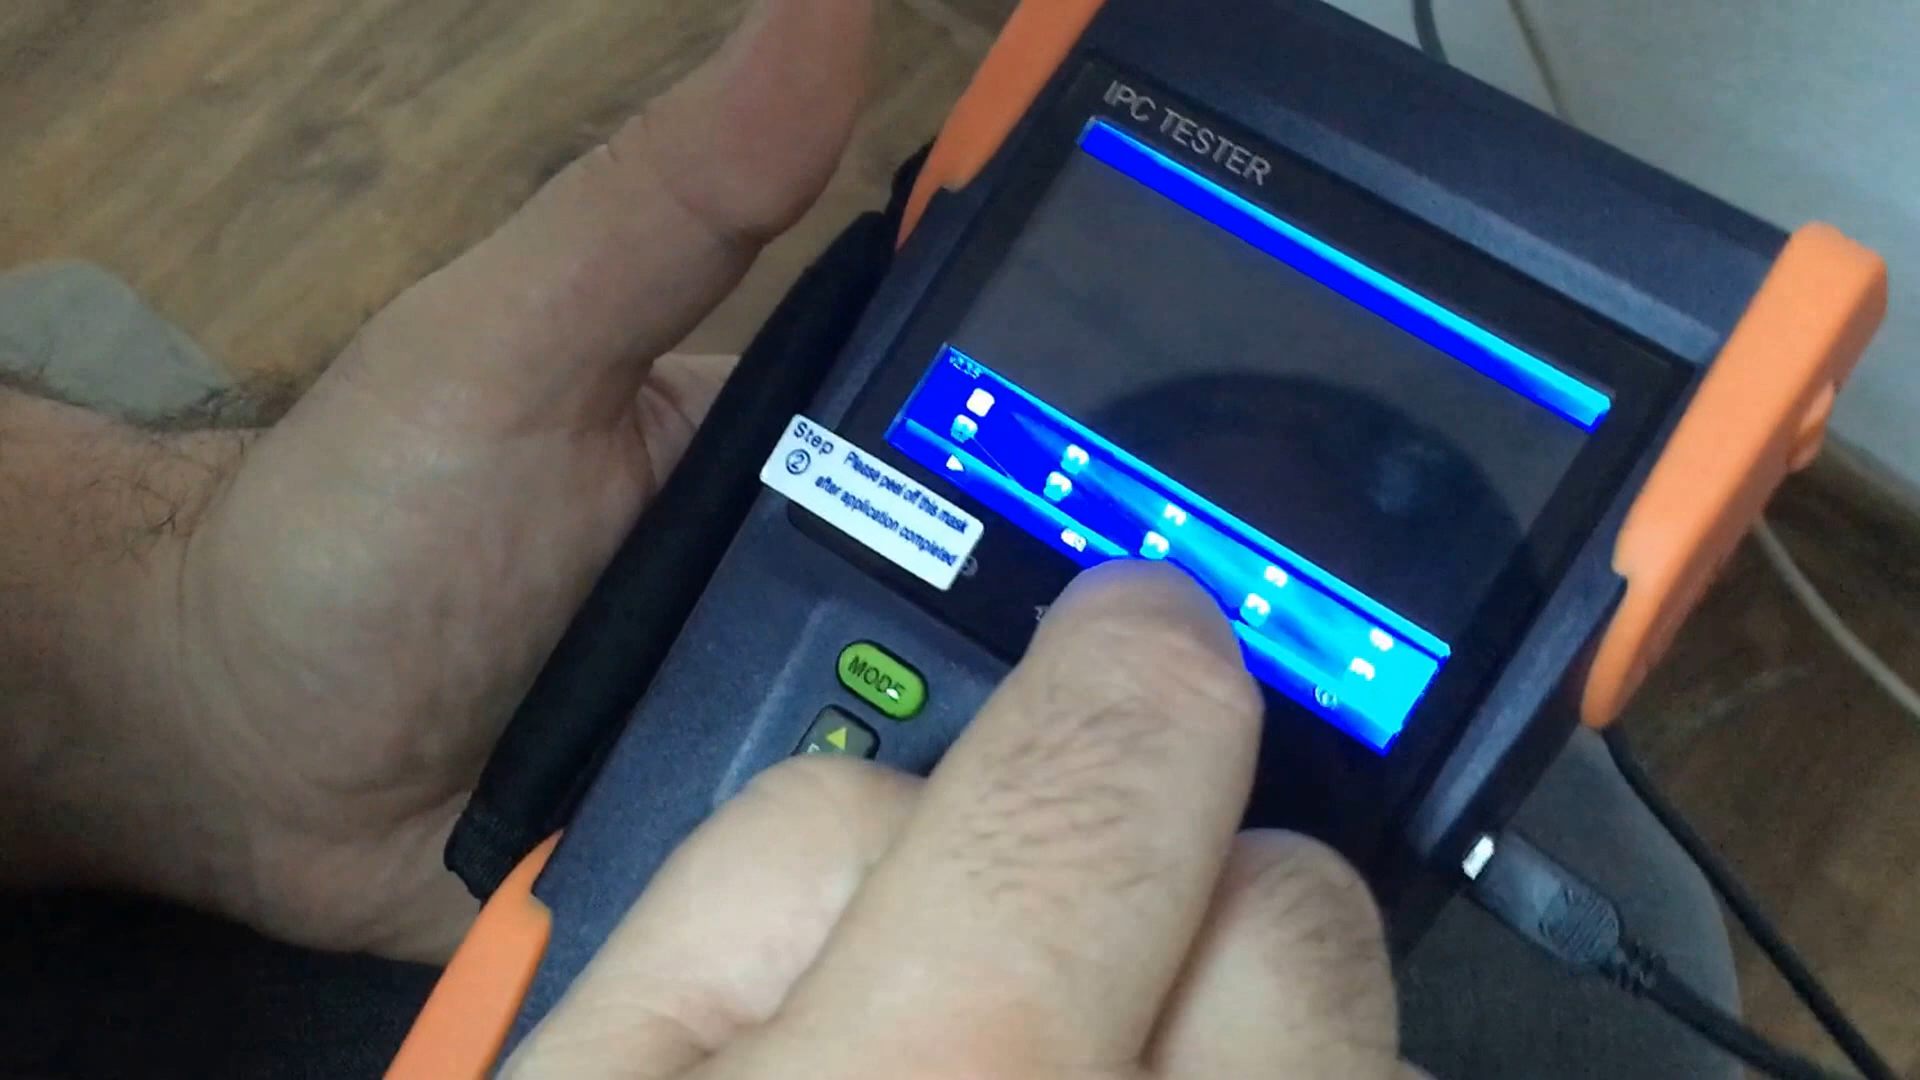 IPC TESTER
Step
② Please peel off this mask
after application completed
MODE